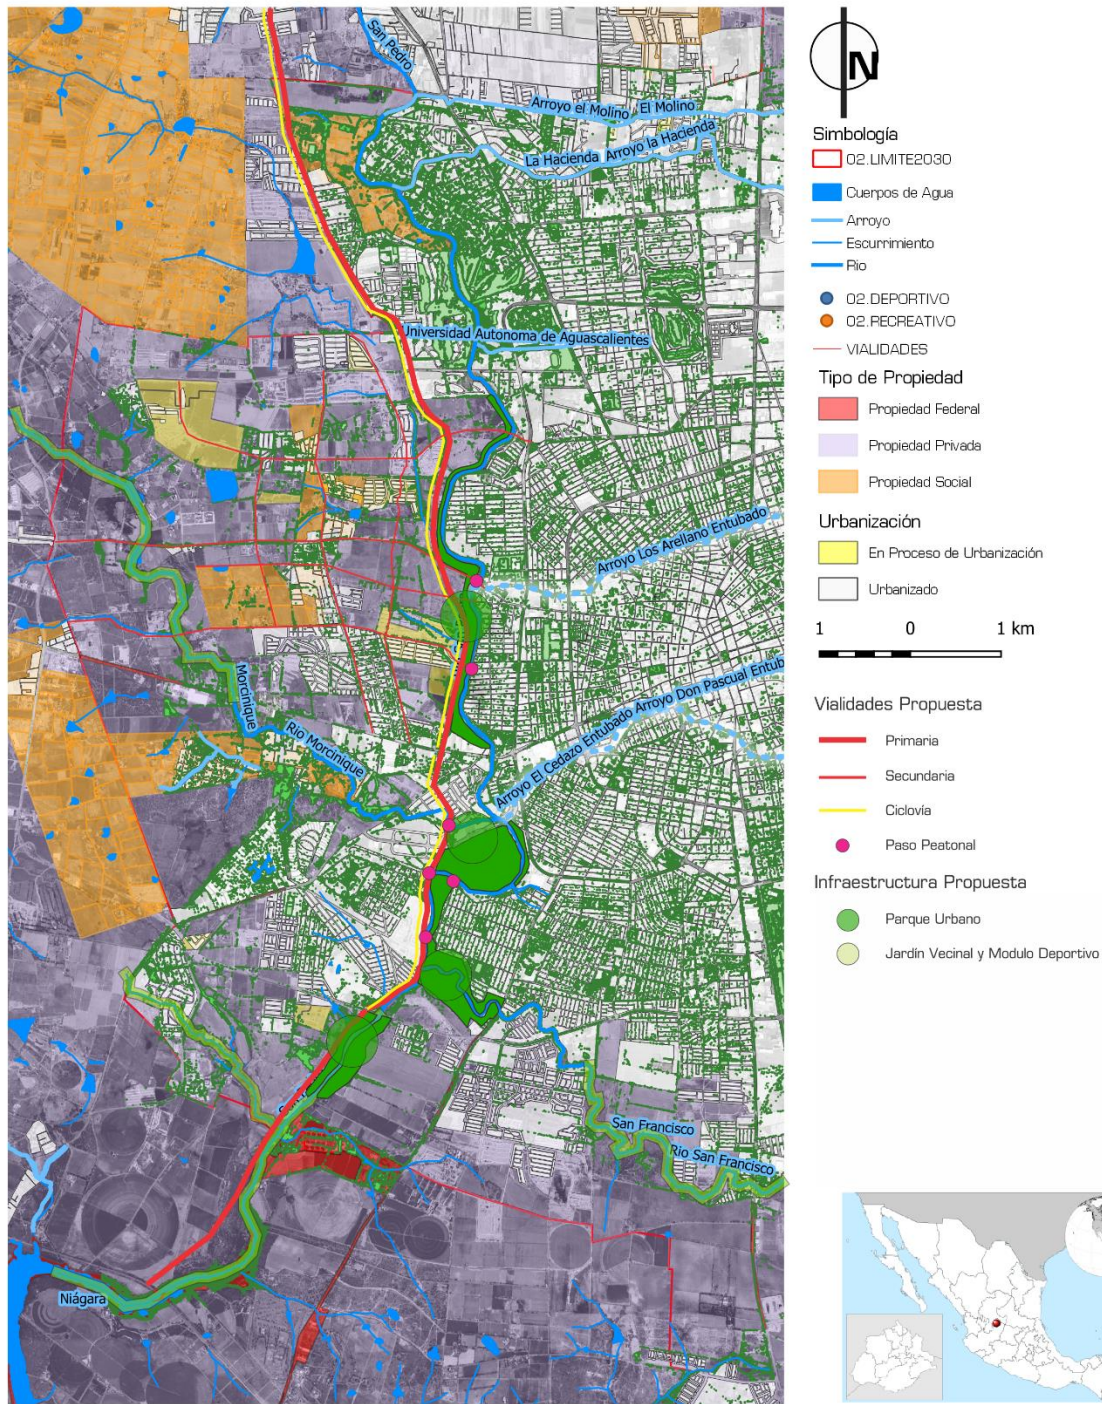 San Pedro
Arroyo el Molino
El Molino
La Hacienda
Arroyo la Hacienda
Universidad Autonoma de Aguascalientes
Arroyo Los Arellano Entubado
Morcinique
Rio Morcinique
Arroyo El Cedazo Entubado
Arroyo Don Pascual Entub
San Francisco
Rio San Francisco
Niágara
N
Simbología
02.LIMITE2030
Cuerpos de Agua
Arroyo
Escurrimiento
Rio
02.DEPORTIVO
02.RECREATIVO
VIALIDADES
Tipo de Propiedad
Propiedad Federal
Propiedad Privada
Propiedad Social
Urbanización
En Proceso de Urbanización
Urbanizado
1 0 1 km
Vialidades Propuesta
Primaria
Secundaria
Ciclovía
Paso Peatonal
Infraestructura Propuesta
Parque Urbano
Jardín Vecinal y Modulo Deportivo